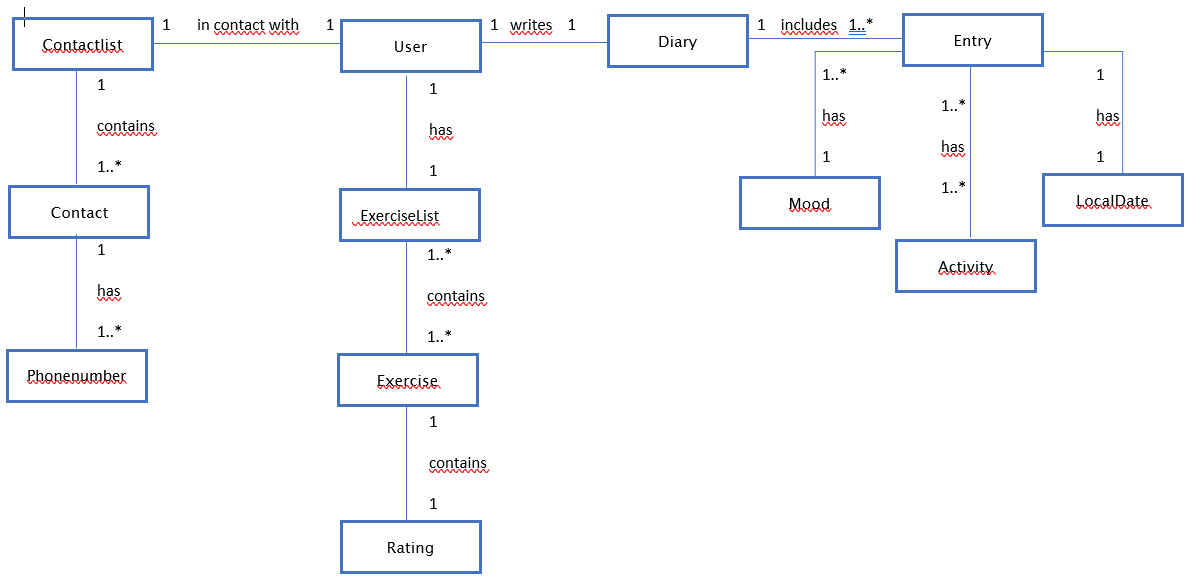 1 in contact with 1
1 writes 1
1 includes 1..*
Contactlist
User
Diary
Entry
1
contains
1..*
1
has
1
1..*
has
1
1..*
has
1..*
1
has
1
Contact
ExerciseList
Mood
LocalDate
Activity
1
has
1..*
1..*
contains
1..*
Phonenumber
Exercise
1
contains
1
Rating